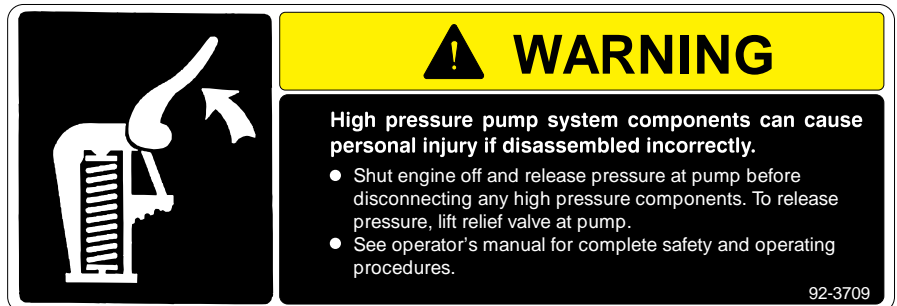 WARNING
High pressure pump system components can cause
personal injury if disassembled incorrectly.
● Shut engine off and release pressure at pump before
disconnecting any high pressure components. To release
pressure, lift relief valve at pump.
● See operator's manual for complete safety and operating
procedures.
92-3709